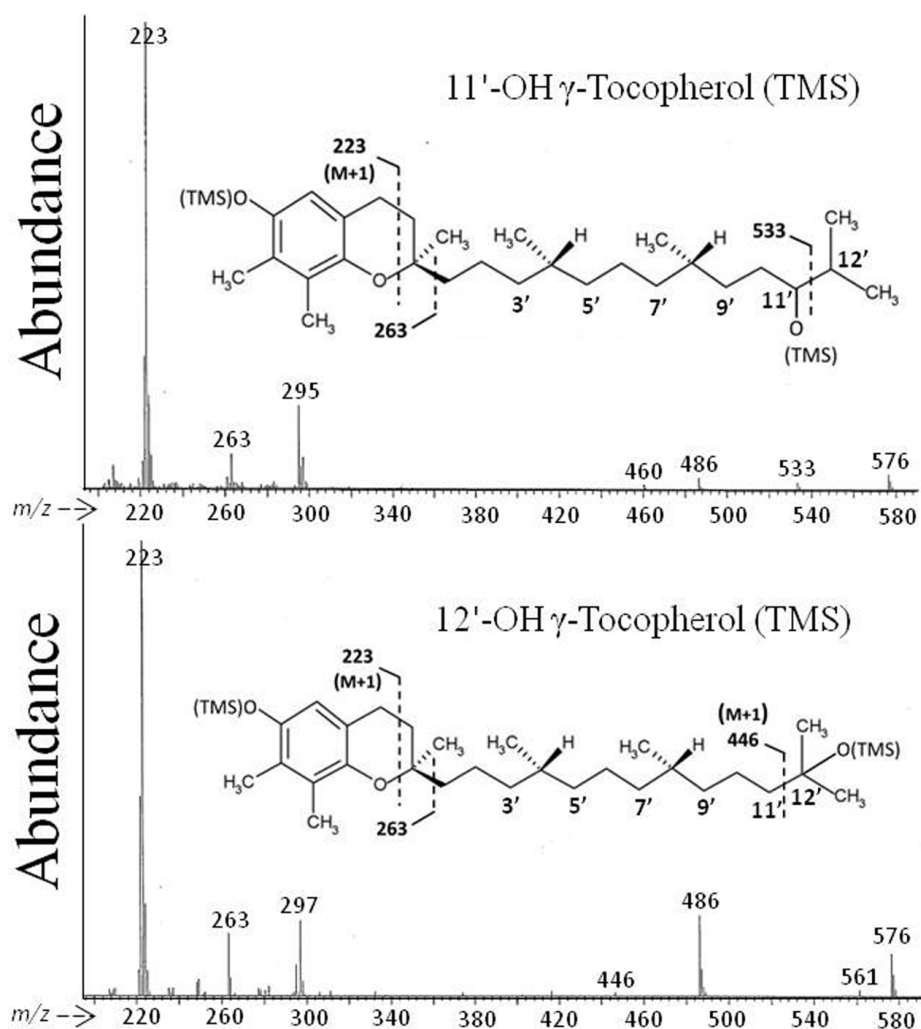 Abundance
223
11'-OH γ-Tocopherol (TMS)
223
(M+1)
(TMS)O
CH₃
H₃C
H
H₃C
H
533
CH₃
12'
H₃C
O
3'
5'
7'
9'
11'
CH₃
CH₃
263
O
(TMS)
295
263
460
486
533
576
m/z -->
220
260
300
340
380
420
460
500
540
580
Abundance
223
12'-OH γ-Tocopherol (TMS)
223
(M+1)
(TMS)O
CH₃
H₃C
H
H₃C
H
(M+1)
446
CH₃
O(TMS)
H₃C
O
3'
5'
7'
9'
11'
12'
CH₃
CH₃
263
263
297
446
486
561
576
m/z -->
220
260
300
340
380
420
460
500
540
580